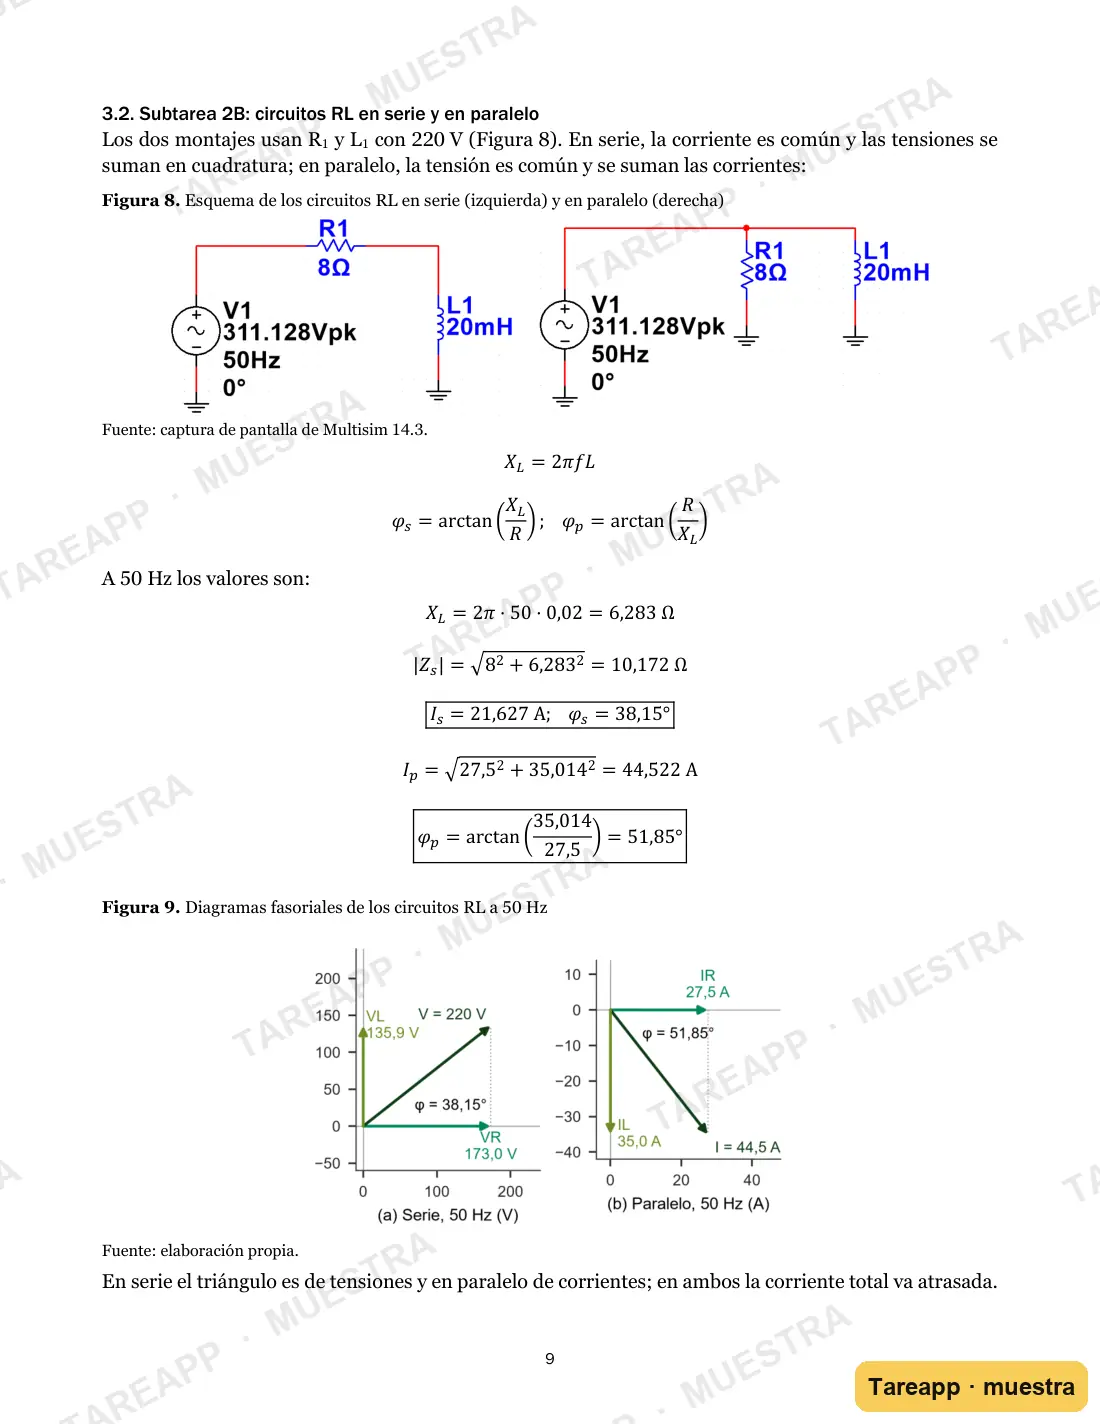 3.2. Subtarea 2B: circuitos RL en serie y en paralelo
Los dos montajes usan R₁ y L₁ con 220 V (Figura 8). En serie, la corriente es común y las tensiones se
suman en cuadratura; en paralelo, la tensión es común y se suman las corrientes:
Figura 8. Esquema de los circuitos RL en serie (izquierda) y en paralelo (derecha)
R1
8Ω
V1
311.128Vpk
50Hz
0°
L1
20mH
V1
311.128Vpk
50Hz
0°
R1
8Ω
L1
20mH
Fuente: captura de pantalla de Multisim 14.3.
X_L = 2πfL
φ_s = arctan(X_L/R); φ_p = arctan(R/X_L)
A 50 Hz los valores son:
X_L = 2π · 50 · 0,02 = 6,283 Ω
|Z_s| = √(8² + 6,283²) = 10,172 Ω
I_s = 21,627 A; φ_s = 38,15°
I_p = √(27,5² + 35,014²) = 44,522 A
φ_p = arctan(35,014/27,5) = 51,85°
Figura 9. Diagramas fasoriales de los circuitos RL a 50 Hz
200
150
100
50
0
−50
VL
135,9 V
V = 220 V
φ = 38,15°
VR
173,0 V
0 100 200
(a) Serie, 50 Hz (V)
10
0
−10
−20
−30
−40
IR
27,5 A
φ = 51,85°
IL
35,0 A
I = 44,5 A
0 20 40
(b) Paralelo, 50 Hz (A)
Fuente: elaboración propia.
En serie el triángulo es de tensiones y en paralelo de corrientes; en ambos la corriente total va atrasada.
9
Tareapp · muestra
TAREAPP · MUESTRA